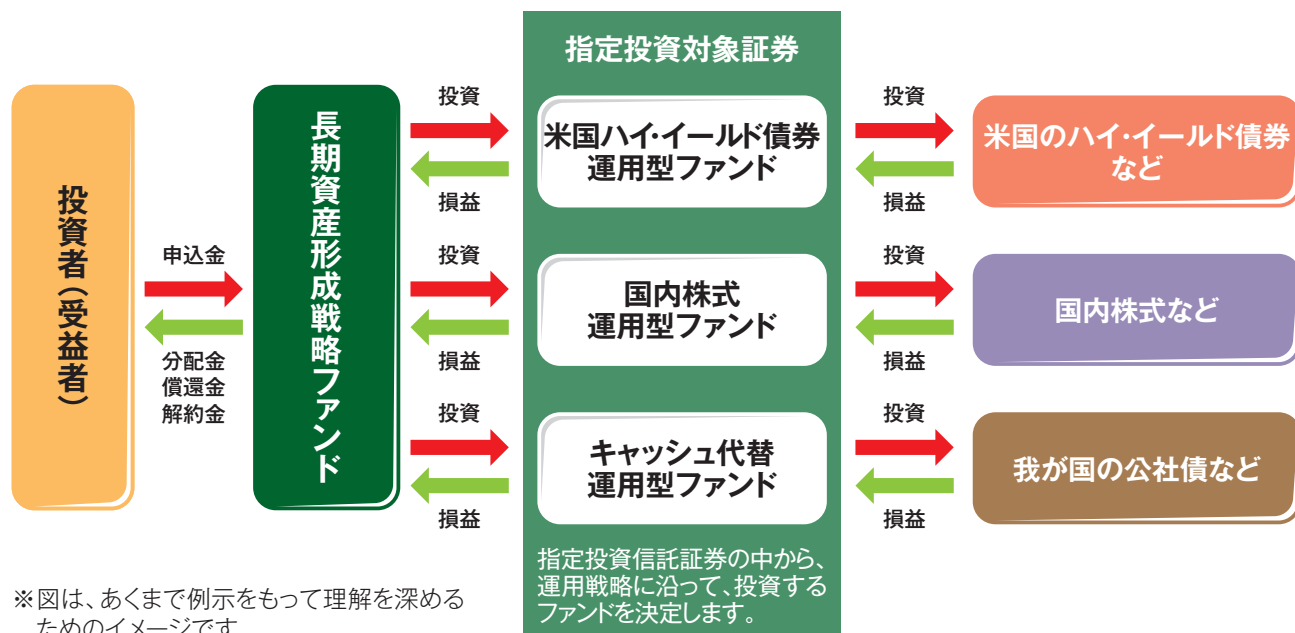 投資者（受益者）
申込金
分配金
償還金
解約金
長期資産形成戦略ファンド
指定投資対象証券
投資
損益
米国ハイ・イールド債券
運用型ファンド
投資
損益
米国のハイ・イールド債券
など
投資
損益
国内株式
運用型ファンド
投資
損益
国内株式など
投資
損益
キャッシュ代替
運用型ファンド
投資
損益
我が国の公社債など
指定投資信託証券の中から、
運用戦略に沿って、投資する
ファンドを決定します。
※図は、あくまで例示をもって理解を深める
ためのイメージです